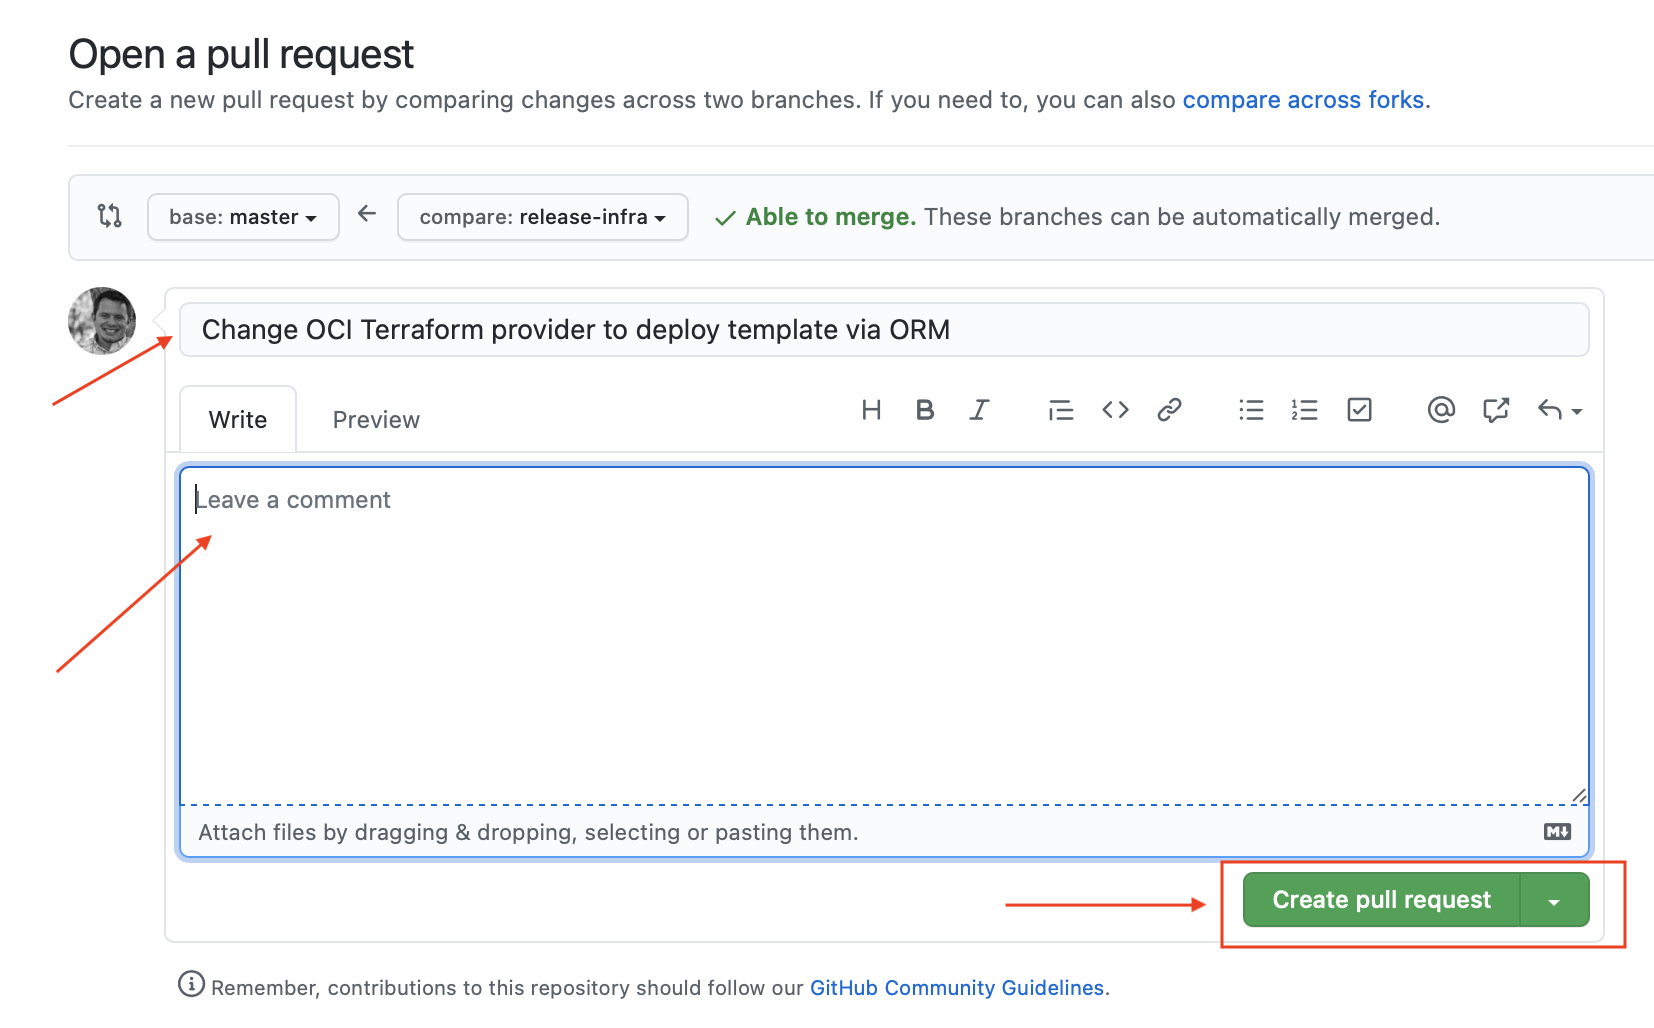 Open a pull request
Create a new pull request by comparing changes across two branches. If you need to, you can also compare across forks.
base: master compare: release-infra Able to merge. These branches can be automatically merged.
Change OCI Terraform provider to deploy template via ORM
Write Preview
Leave a comment
Attach files by dragging & dropping, selecting or pasting them.
Create pull request
Remember, contributions to this repository should follow our GitHub Community Guidelines.